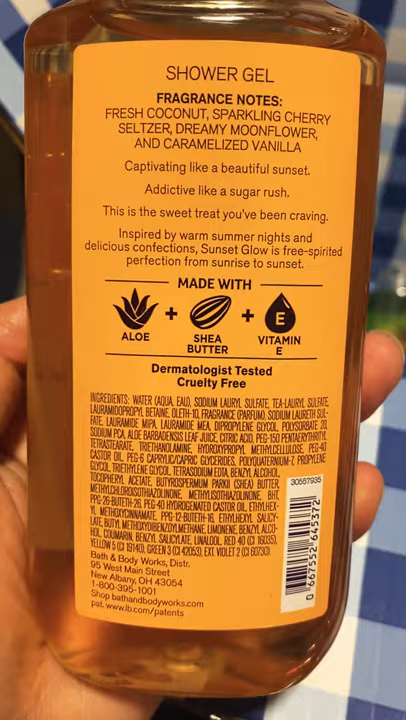 SHOWER GEL
FRAGRANCE NOTES:
FRESH COCONUT, SPARKLING CHERRY
SELTZER, DREAMY MOONFLOWER,
AND CARAMELIZED VANILLA
Captivating like a beautiful sunset.
Addictive like a sugar rush.
This is the sweet treat you've been craving.
Inspired by warm summer nights and
delicious confections, Sunset Glow is free-spirited
perfection from sunrise to sunset.
MADE WITH
ALOE + SHEA BUTTER + E VITAMIN E
Dermatologist Tested
Cruelty Free
INGREDIENTS: WATER (AQUA, EAU), SODIUM LAURYL SULFATE, TEA-LAURYL SULFATE,
LAURAMIDOPROPYL BETAINE, OLETH-10, FRAGRANCE (PARFUM), SODIUM LAURETH SUL-
FATE, LAURAMIDE MIPA, LAURAMIDE MEA, DIPROPYLENE GLYCOL, POLYSORBATE 20,
SODIUM PCA, ALOE BARBADENSIS LEAF JUICE, CITRIC ACID, PEG-150 PENTAERYTHRITYL
TETRASTEARATE, TRIETHANOLAMINE, HYDROXYPROPYL METHYLCELLULOSE, PEG-40
CASTOR OIL, PEG-6 CAPRYLIC/CAPRIC GLYCERIDES, POLYQUATERNIUM-7, PROPYLENE
GLYCOL, TRIETHYLENE GLYCOL, TETRASODIUM EDTA, BENZYL ALCOHOL,
TOCOPHERYL ACETATE, BUTYROSPERMUM PARKII (SHEA) BUTTER,
METHYLCHLOROISOTHIAZOLINONE, METHYLISOTHIAZOLINONE, BHT,
PPG-26-BUTETH-26, PEG-40 HYDROGENATED CASTOR OIL, ETHYLHEX-
YL METHOXYCINNAMATE, PPG-12-BUTETH-16, ETHYLHEXYL SALICY-
LATE, BUTYL METHOXYDIBENZOYLMETHANE, LIMONENE, BENZYL ALCO-
HOL, COUMARIN, BENZYL SALICYLATE, LINALOOL, RED 40 (CI 16035),
YELLOW 5 (CI 19140), GREEN 3 (CI 42053), EXT. VIOLET 2 (CI 60730)
30557935
0 667552 645372
Bath & Body Works, Distr.
95 West Main Street
New Albany, OH 43054
1-800-395-1001
Shop bathandbodyworks.com
pat. www.lb.com/patents